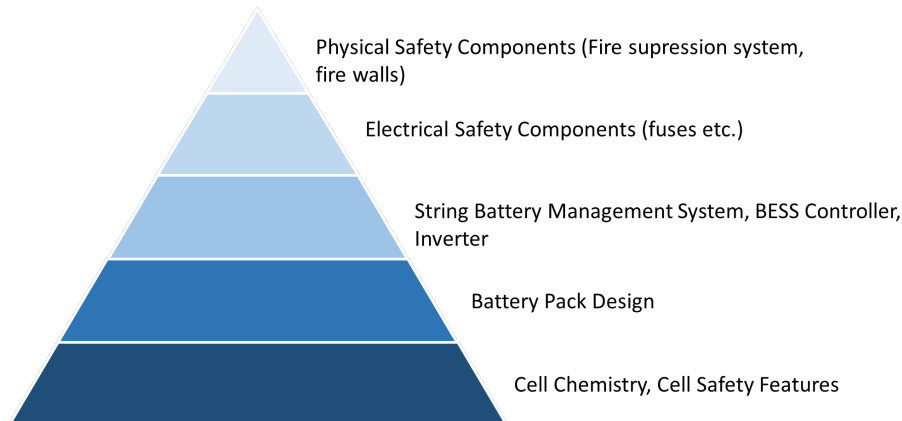 Physical Safety Components (Fire supression system,
fire walls)
Electrical Safety Components (fuses etc.)
String Battery Management System, BESS Controller,
Inverter
Battery Pack Design
Cell Chemistry, Cell Safety Features